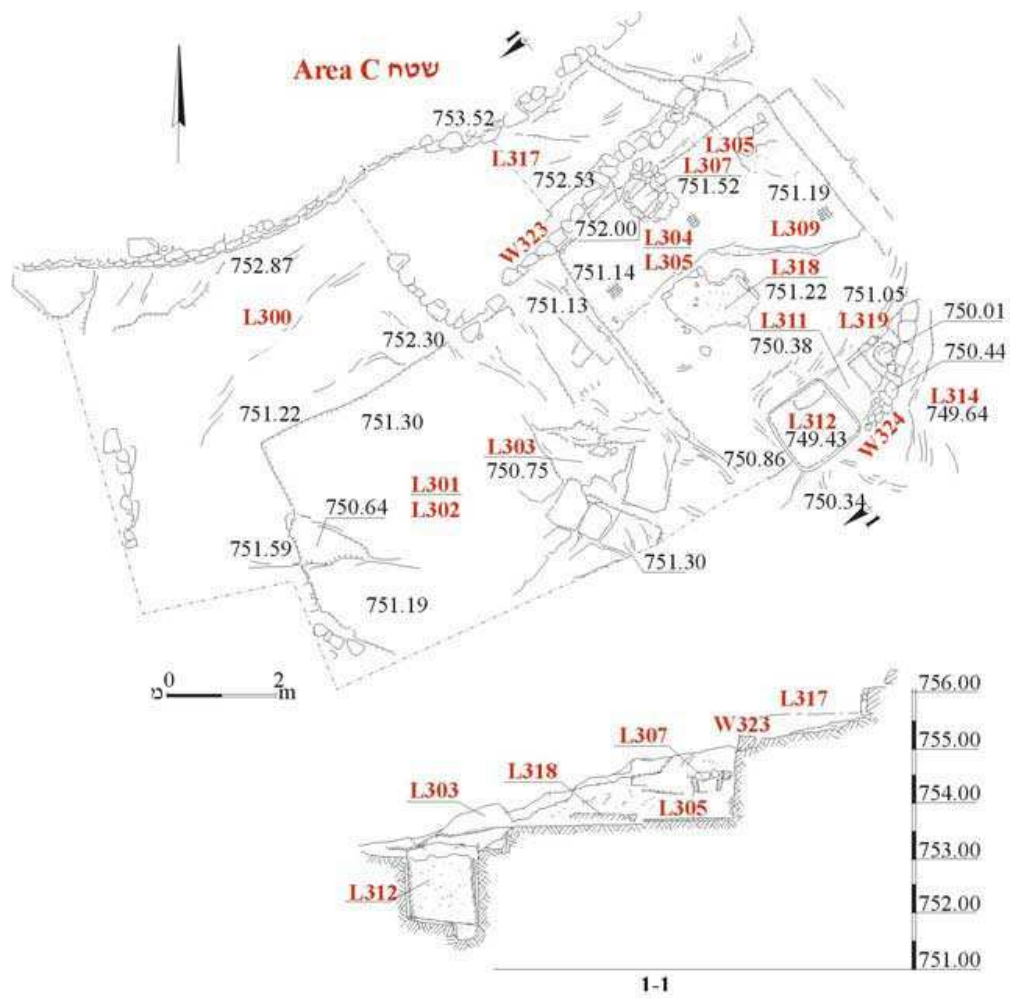 Area C שטח
753.52
L317
752.53
L305
L307
751.52
751.19
W323
752.00
L304
L305
L309
752.87
751.14
L318
751.22
751.05
L300
751.13
L311
750.38
L319
750.01
752.30
750.44
L314
749.64
751.22
751.30
L312
749.43
W324
L303
750.75
750.86
L301
L302
750.64
750.34
751.59
751.30
751.19
0 2
מ m
L317
756.00
W323
755.00
L307
L318
L303
754.00
L305
753.00
L312
752.00
751.00
1-1
1
1